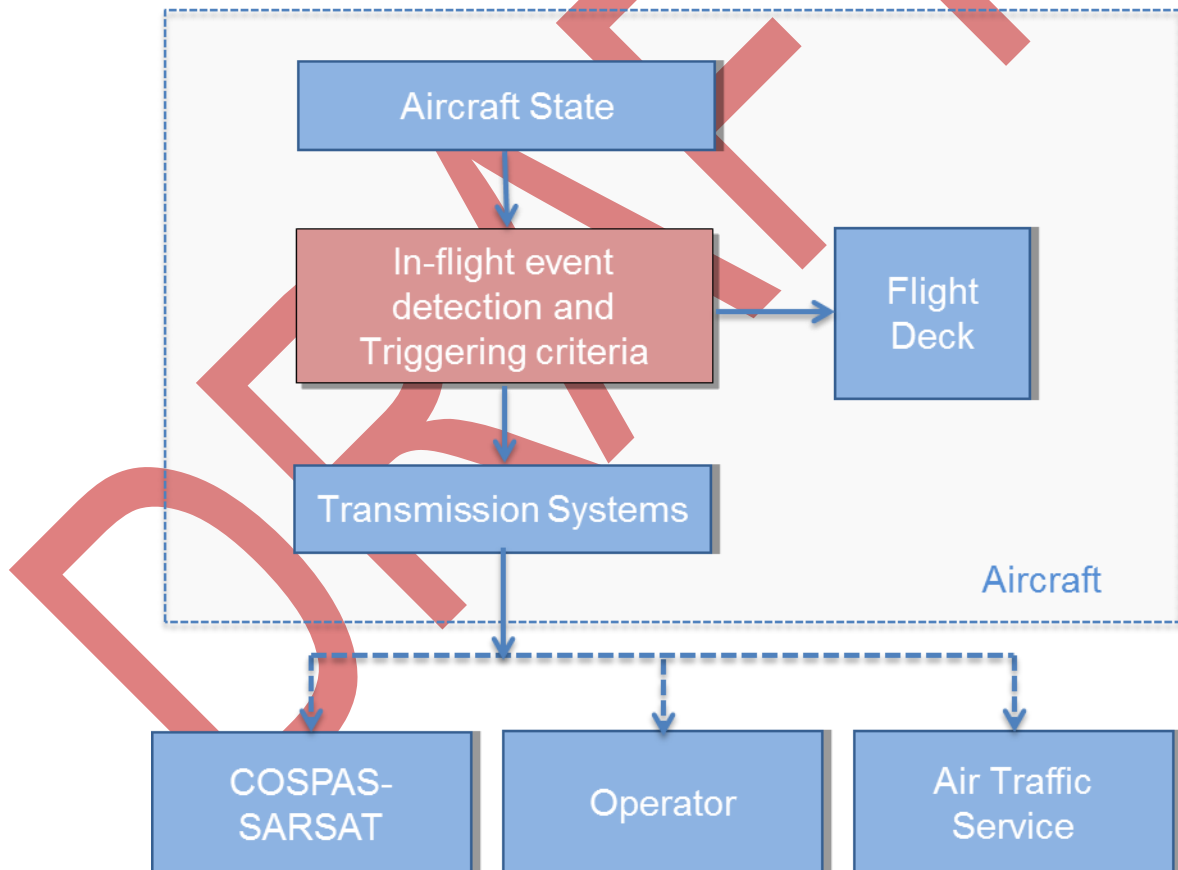 Aircraft State
In-flight event
detection and
Triggering criteria
Flight
Deck
Transmission Systems
Aircraft
COSPAS-
SARSAT
Operator
Air Traffic
Service
DRAFT